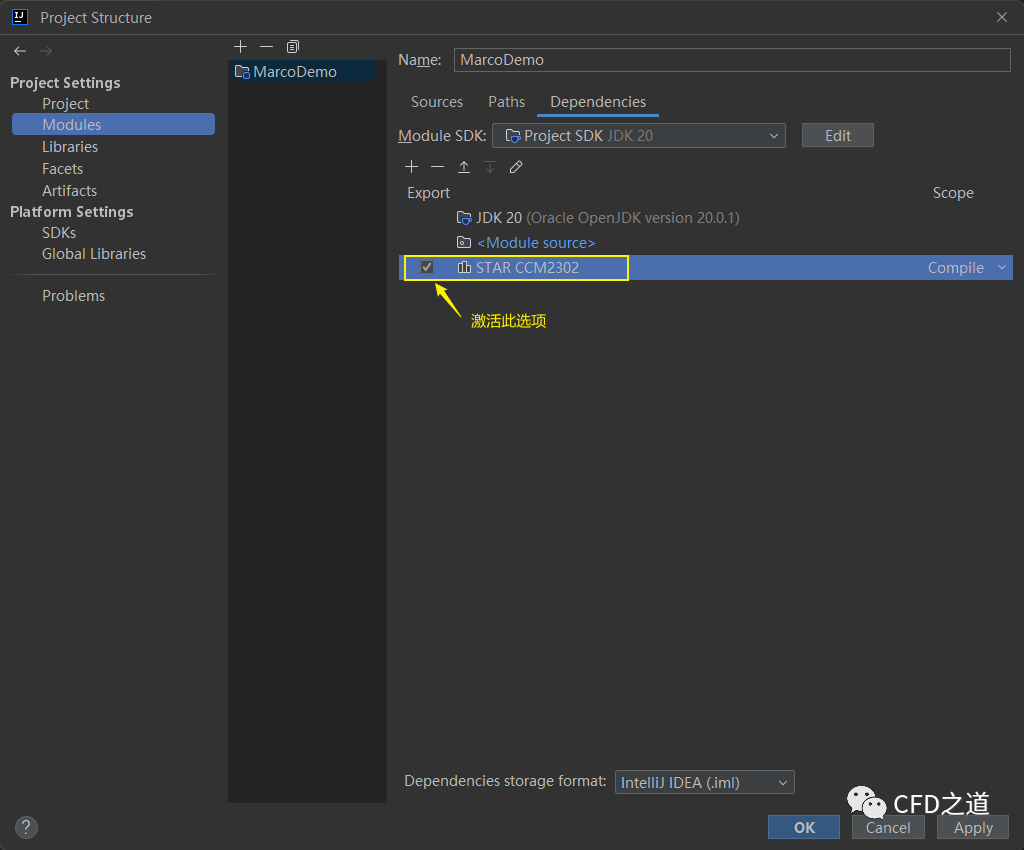 Project Structure
Project Settings
Project
Modules
Libraries
Facets
Artifacts
Platform Settings
SDKs
Global Libraries
Problems
MarcoDemo
Name: MarcoDemo
Sources Paths Dependencies
Module SDK: Project SDK JDK 20 Edit
Export Scope
JDK 20 (Oracle OpenJDK version 20.0.1)
<Module source>
STAR CCM2302 Compile
激活此选项
Dependencies storage format: IntelliJ IDEA (.iml)
CFD之道
? OK Cancel Apply